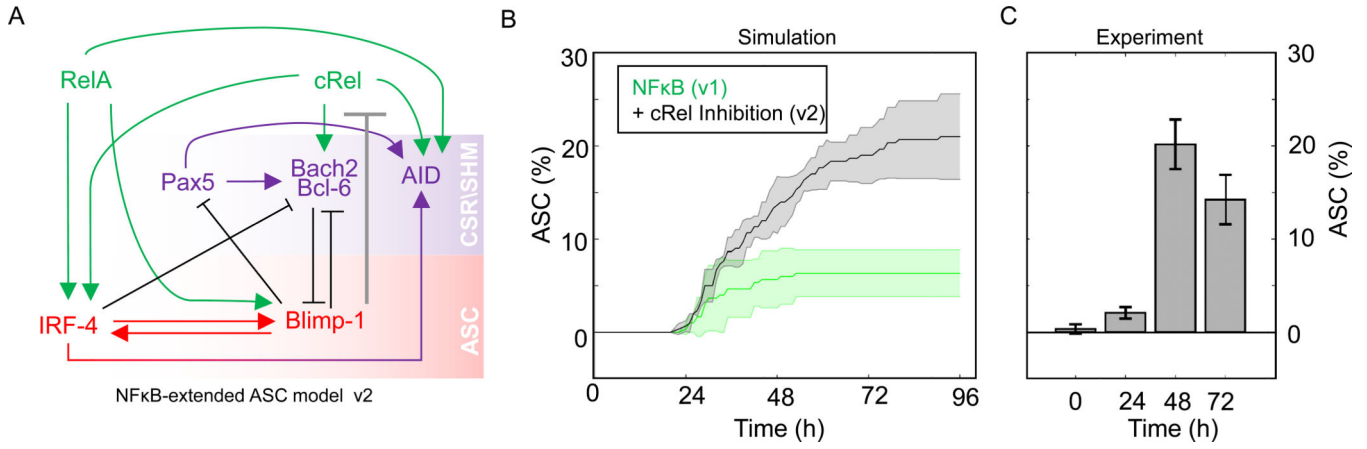 A
RelA
cRel
Pax5
Bach2
Bcl-6
AID
CSR\SHM
IRF-4
Blimp-1
ASC
NFκB-extended ASC model v2
B
Simulation
NFκB (v1)
+ cRel Inhibition (v2)
ASC (%)
30
20
10
0
0 24 48 72 96
Time (h)
C
Experiment
30
20
10
0
ASC (%)
0 24 48 72
Time (h)